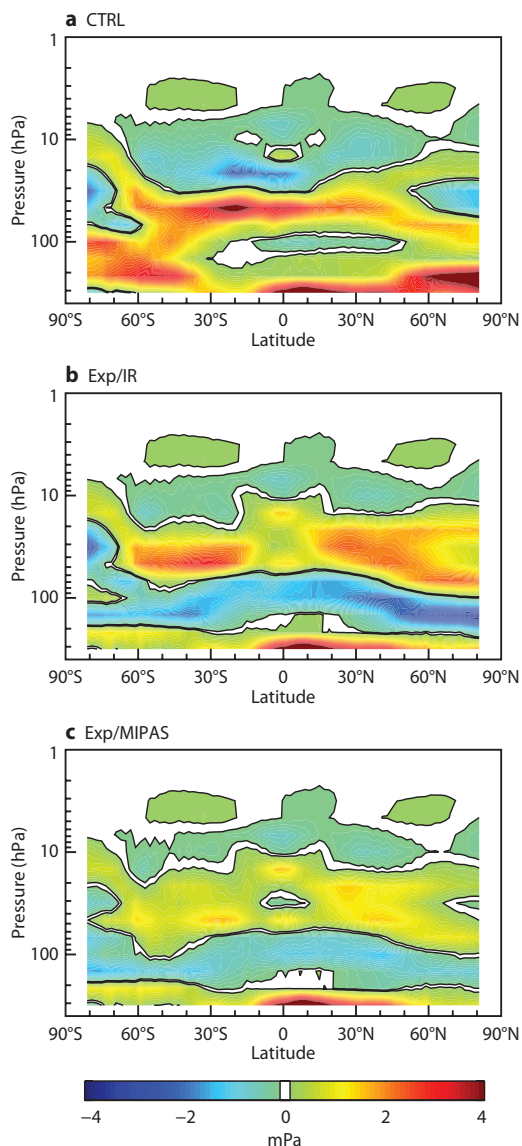 a CTRL
1
10
100
Pressure (hPa)
90°S 60°S 30°S 0 30°N 60°N 90°N
Latitude
b Exp/IR
1
10
100
Pressure (hPa)
90°S 60°S 30°S 0 30°N 60°N 90°N
Latitude
c Exp/MIPAS
1
10
100
Pressure (hPa)
90°S 60°S 30°S 0 30°N 60°N 90°N
Latitude
−4 −2 0 2 4
mPa